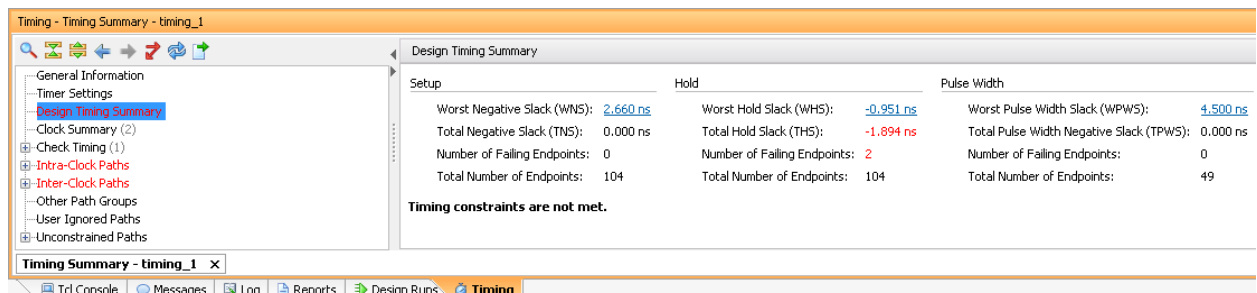 Timing - Timing Summary - timing_1
General Information
Timer Settings
Design Timing Summary
Clock Summary (2)
Check Timing (1)
Intra-Clock Paths
Inter-Clock Paths
Other Path Groups
User Ignored Paths
Unconstrained Paths
Design Timing Summary
Setup Hold Pulse Width
Worst Negative Slack (WNS): 2.660 ns Worst Hold Slack (WHS): -0.951 ns Worst Pulse Width Slack (WPWS): 4.500 ns
Total Negative Slack (TNS): 0.000 ns Total Hold Slack (THS): -1.894 ns Total Pulse Width Negative Slack (TPWS): 0.000 ns
Number of Failing Endpoints: 0 Number of Failing Endpoints: 2 Number of Failing Endpoints: 0
Total Number of Endpoints: 104 Total Number of Endpoints: 104 Total Number of Endpoints: 49
Timing constraints are not met.
Timing Summary - timing_1
Tcl Console Messages Log Reports Design Runs Timing